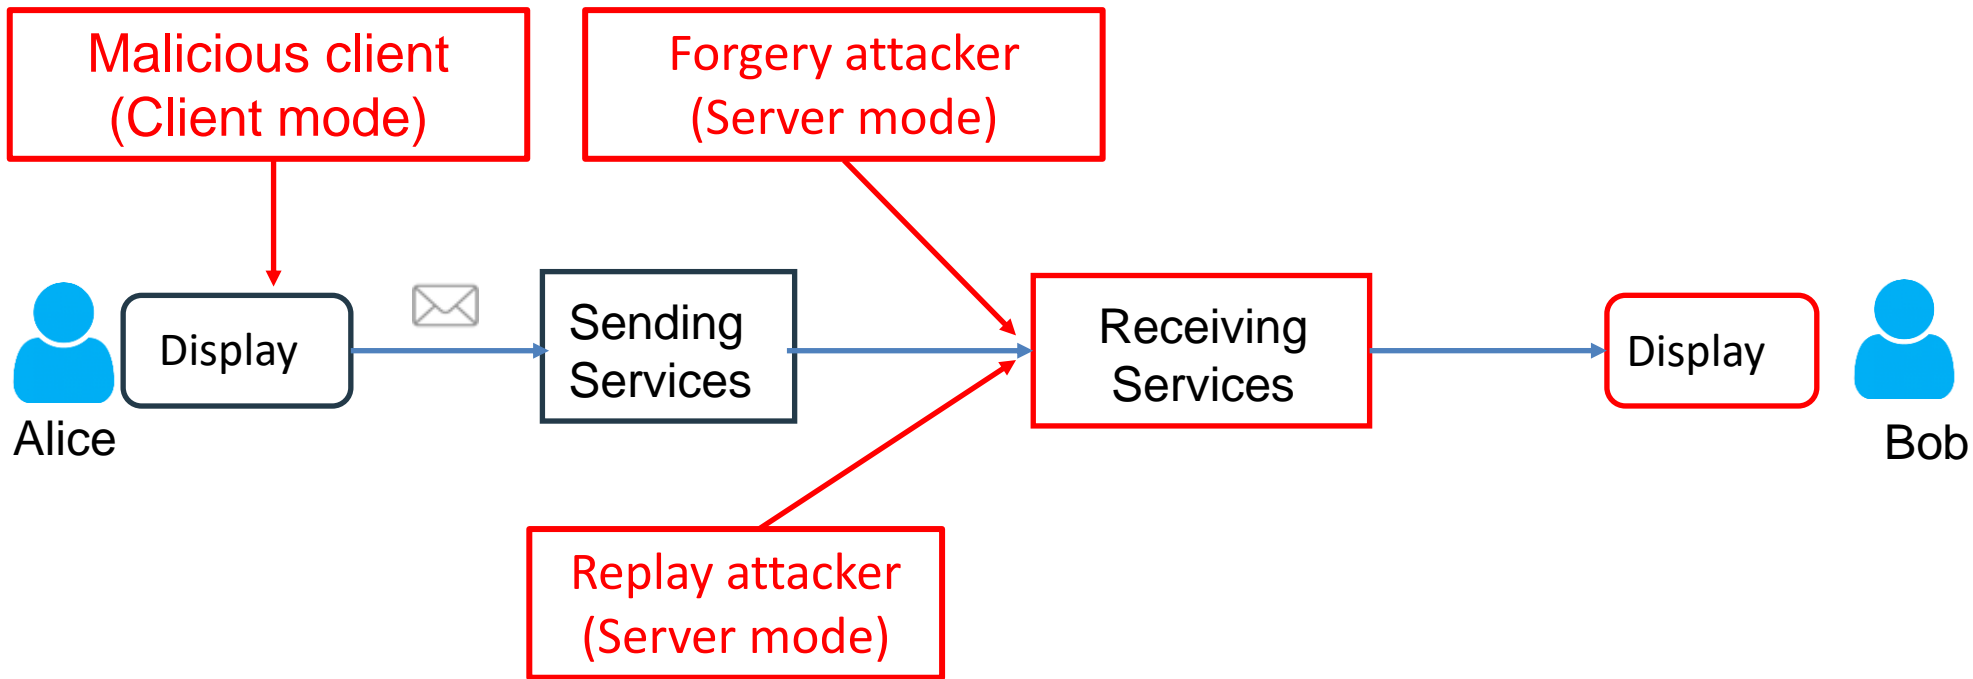 Malicious client
(Client mode)
Forgery attacker
(Server mode)
Display
Sending
Services
Receiving
Services
Display
Alice
Bob
Replay attacker
(Server mode)